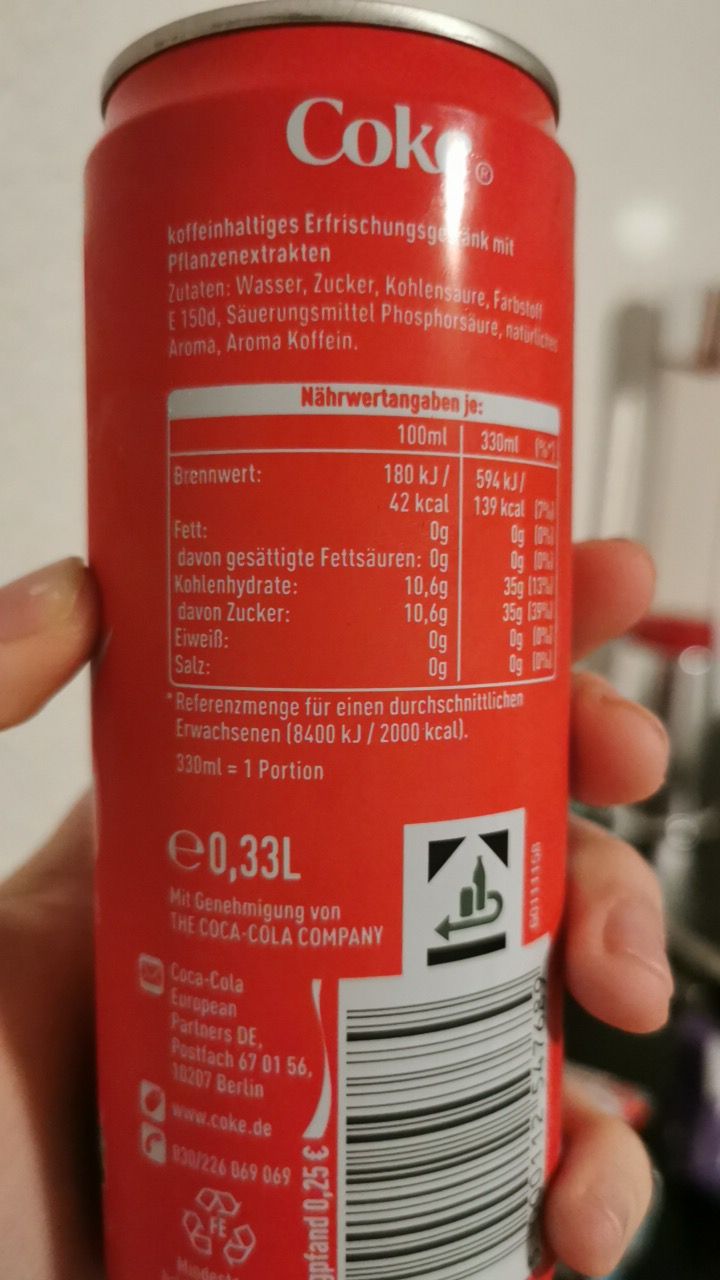 Coke ®
koffeinhaltiges Erfrischungsgetränk mit
Pflanzenextrakten
Zutaten: Wasser, Zucker, Kohlensäure, Farbstoff
E 150d, Säuerungsmittel Phosphorsäure, natürliches
Aroma, Aroma Koffein.
Nährwertangaben je:
100ml 330ml (%*)
Brennwert: 180 kJ / 594 kJ /
42 kcal 139 kcal (7%)
Fett: 0g 0g (0%)
davon gesättigte Fettsäuren: 0g 0g (0%)
Kohlenhydrate: 10,6g 35g (13%)
davon Zucker: 10,6g 35g (39%)
Eiweiß: 0g 0g (0%)
Salz: 0g 0g (0%)
*Referenzmenge für einen durchschnittlichen
Erwachsenen (8400 kJ / 2000 kcal).
330ml = 1 Portion
e 0,33L
Mit Genehmigung von
THE COCA-COLA COMPANY
Coca-Cola
European
Partners DE,
Postfach 67 01 56,
10207 Berlin
www.coke.de
030/226 069 069
FE
pfand 0,25 €